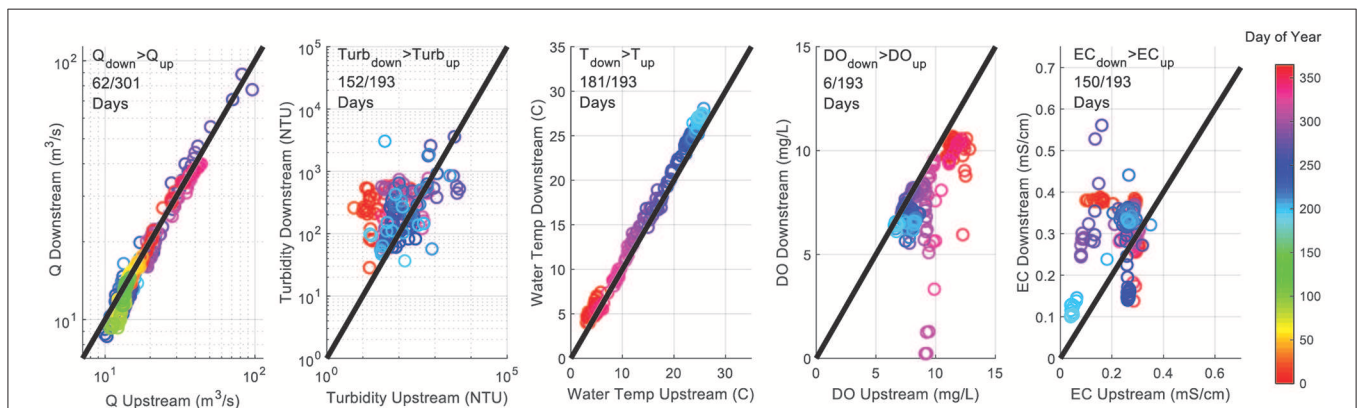 Q_down>Q_up
62/301
Days
10^2
10^1
Q Downstream (m^3/s)
10^1
10^2
Q Upstream (m^3/s)
Turb_down>Turb_up
152/193
Days
10^5
10^4
10^3
10^2
10^1
10^0
Turbidity Downstream (NTU)
10^0
10^5
Turbidity Upstream (NTU)
T_down>T_up
181/193
Days
35
30
25
20
15
10
5
0
Water Temp Downstream (C)
0
10
20
30
Water Temp Upstream (C)
DO_down>DO_up
6/193
Days
15
10
5
0
DO Downstream (mg/L)
0
5
10
15
DO Upstream (mg/L)
EC_down>EC_up
150/193
Days
0.7
0.6
0.5
0.4
0.3
0.2
0.1
0
EC Downstream (mS/cm)
0
0.2
0.4
0.6
EC Upstream (mS/cm)
Day of Year
350
300
250
200
150
100
50
0